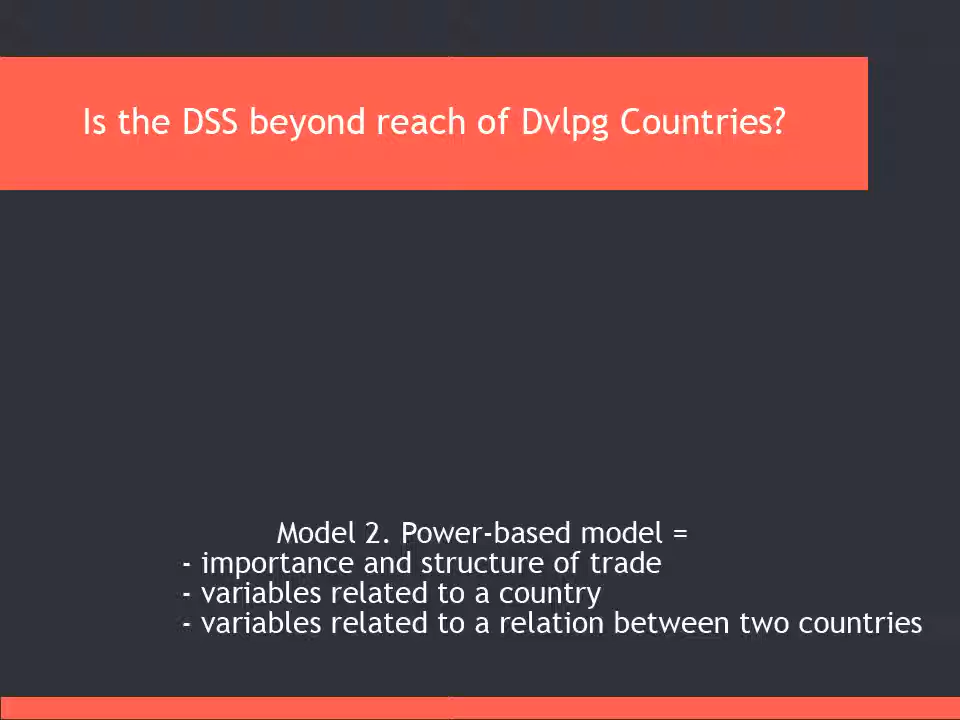 Is the DSS beyond reach of Dvlpg Countries?
Model 2. Power-based model =
- importance and structure of trade
- variables related to a country
- variables related to a relation between two countries